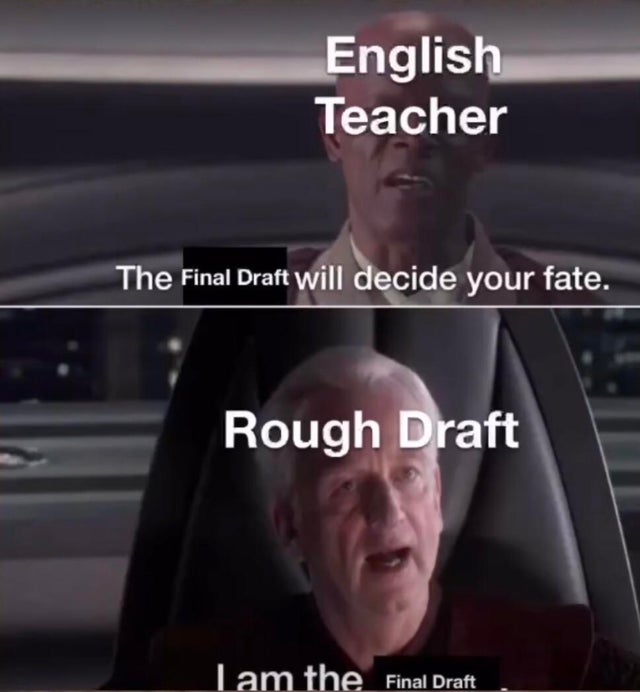 English
Teacher
The Final Draft will decide your fate.
Rough Draft
I am the Final Draft